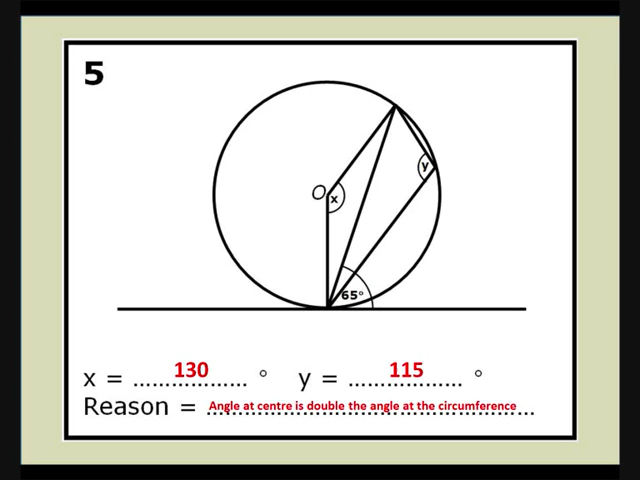 5
O
x
y
65°
x = 130 ° y = 115 °
Reason = Angle at centre is double the angle at the circumference